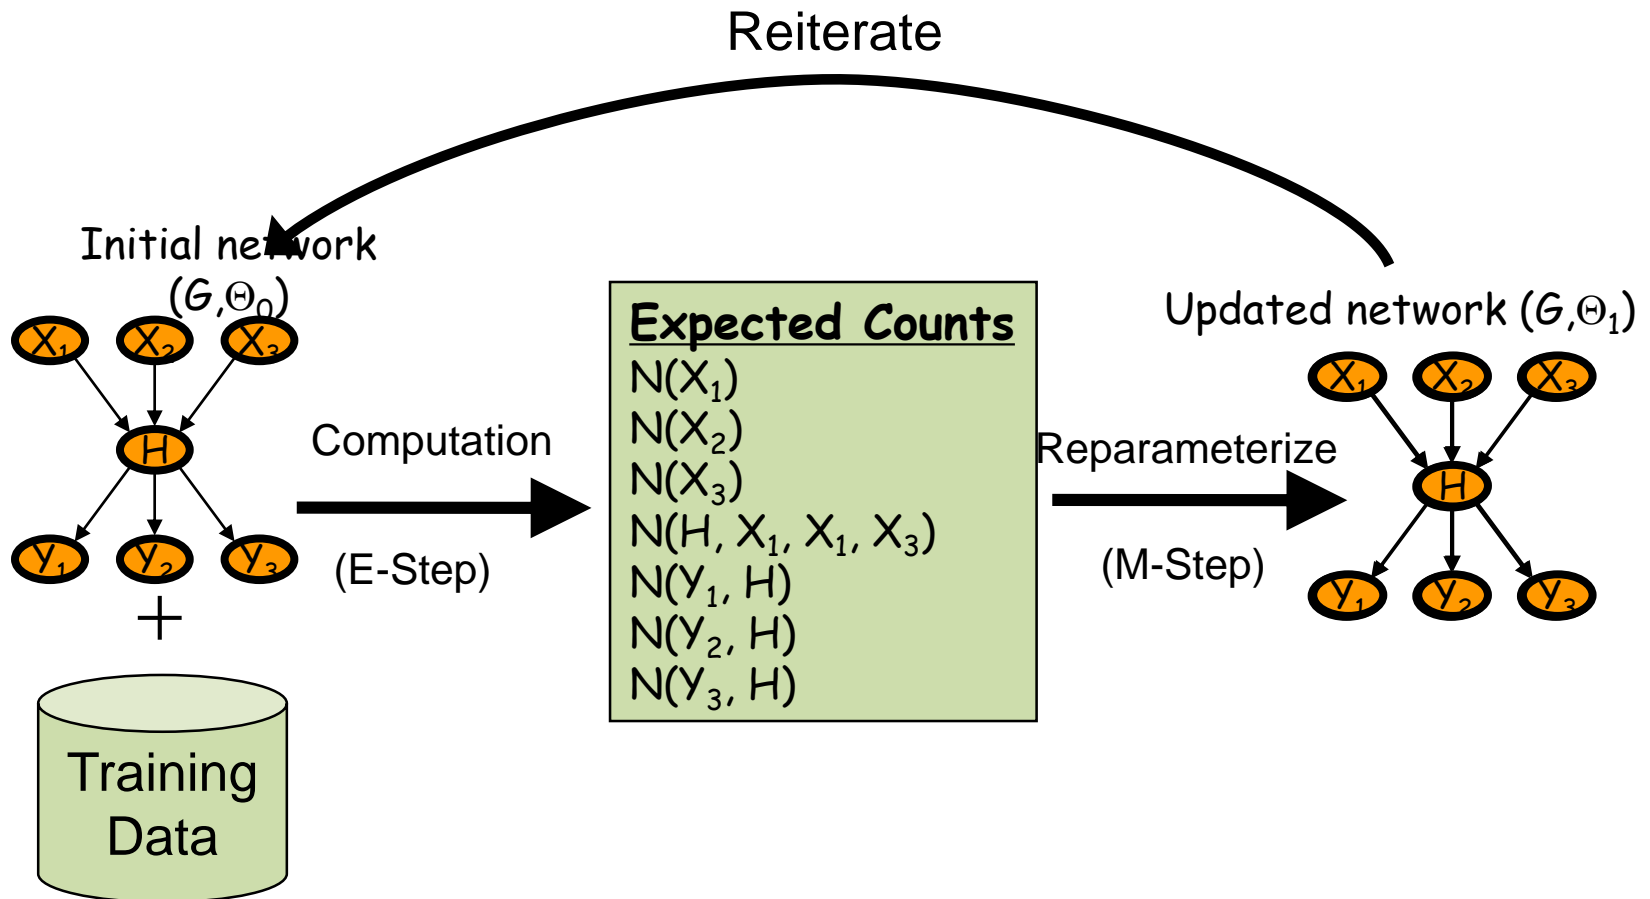 Reiterate
Initial network
(G,Θ₀)
X₁ X₂ X₃
H
Y₁ Y₂ Y₃
+
Training
Data
Computation
(E-Step)
Expected Counts
N(X₁)
N(X₂)
N(X₃)
N(H, X₁, X₁, X₃)
N(Y₁, H)
N(Y₂, H)
N(Y₃, H)
Reparameterize
(M-Step)
Updated network (G,Θ₁)
X₁ X₂ X₃
H
Y₁ Y₂ Y₃